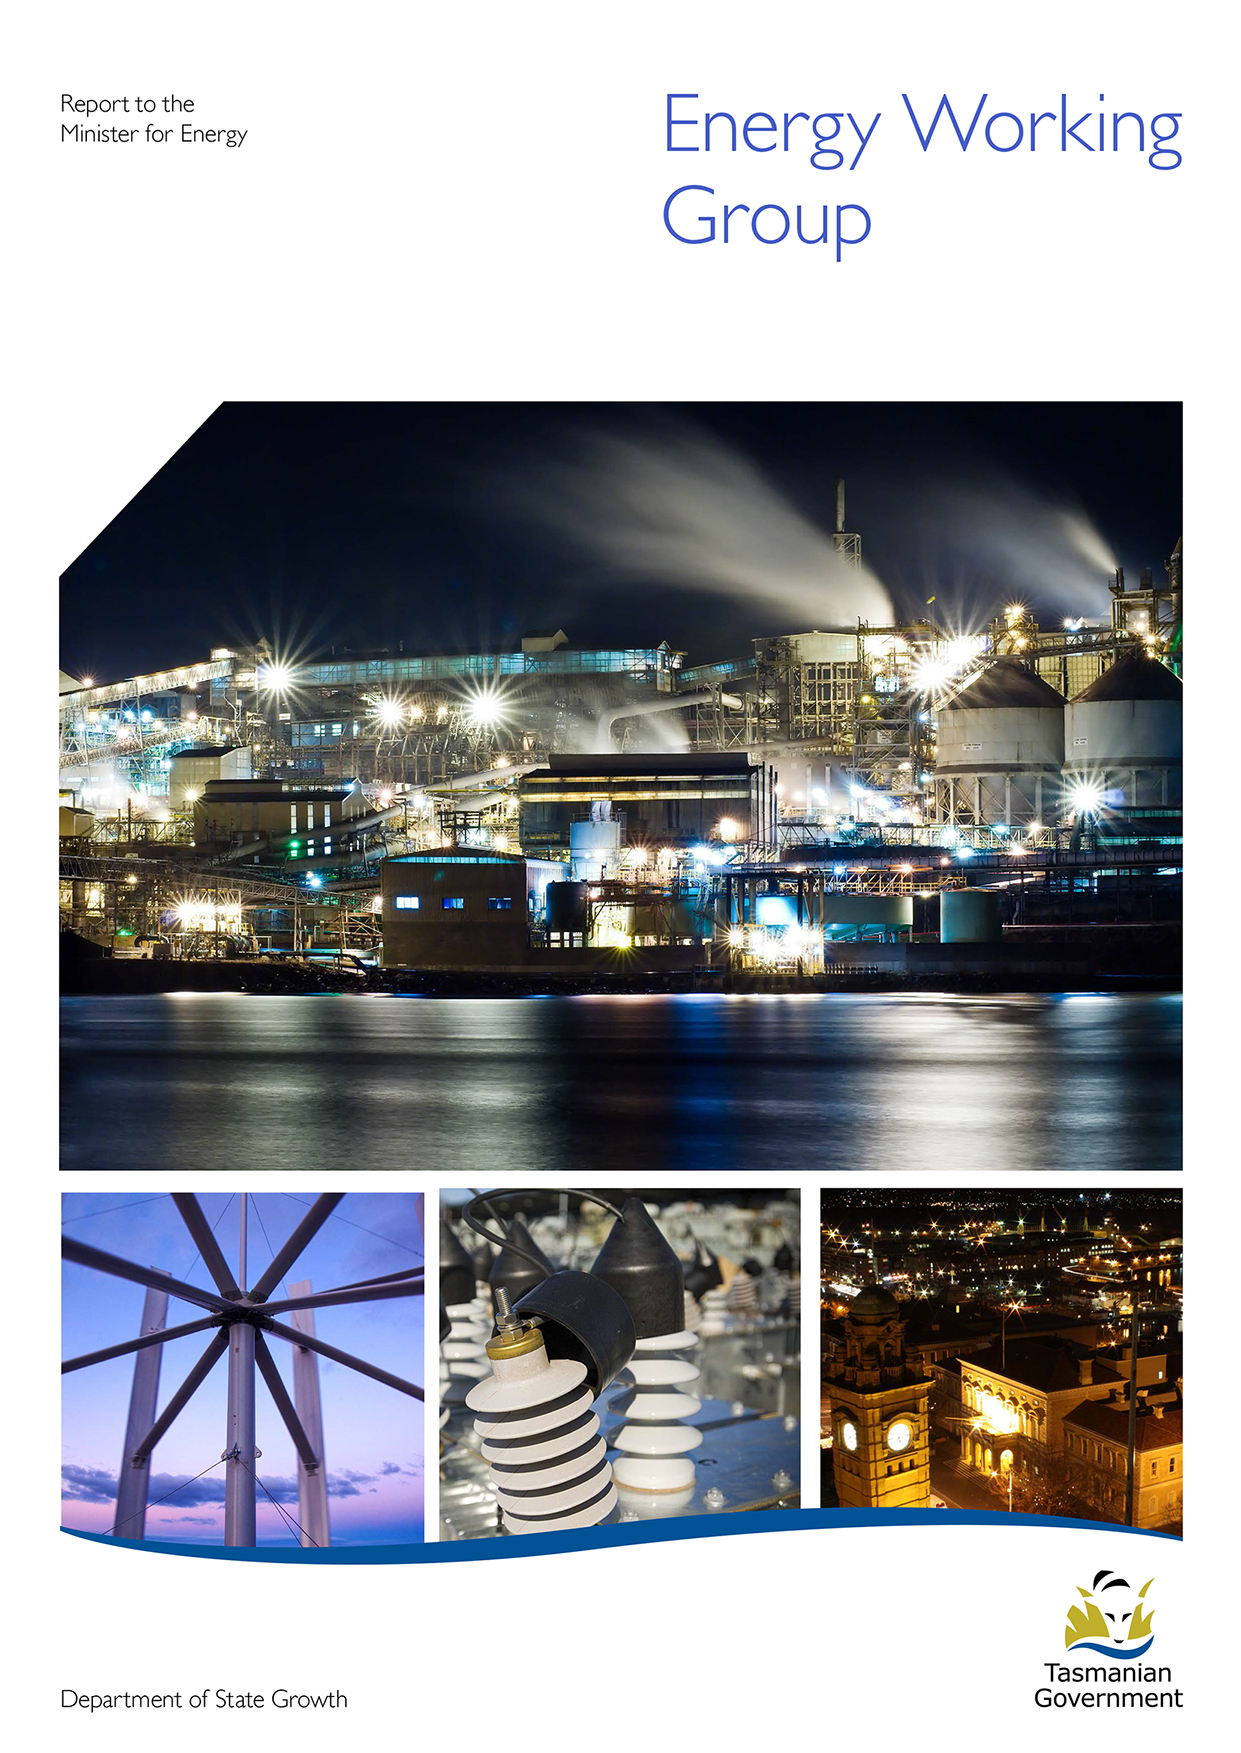 Report to the
Minister for Energy
Energy Working
Group
Department of State Growth
Tasmanian
Government